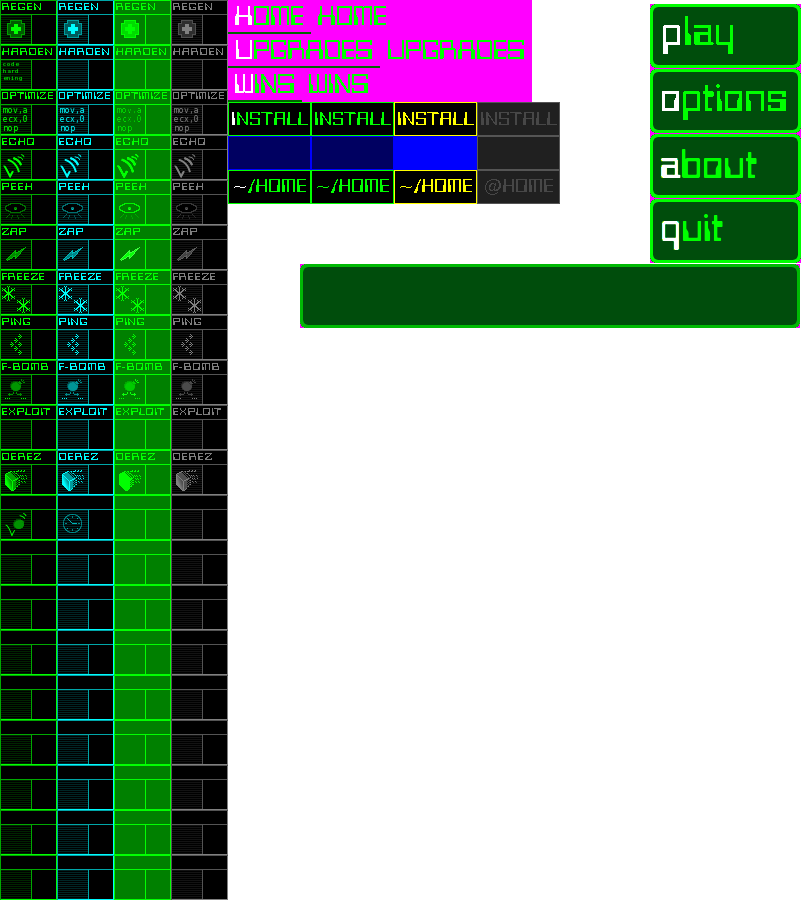 REGEN REGEN REGEN REGEN
HARDEN HARDEN HARDEN HARDEN
code
hard
ening
OPTIMIZE OPTIMIZE OPTIMIZE OPTIMIZE
mov,a mov,a mov,a mov,a
ecx,0 ecx,0 ecx,0 ecx,0
nop nop nop nop
ECHO ECHO ECHO ECHO
PEEK PEEK PEEK PEEK
ZAP ZAP ZAP ZAP
FREEZE FREEZE FREEZE FREEZE
PING PING PING PING
F-BOMB F-BOMB F-BOMB F-BOMB
EXPLOIT EXPLOIT EXPLOIT EXPLOIT
DEREZ DEREZ DEREZ DEREZ
HOME HOME
UPGRADES UPGRADES
WINS WINS
INSTALL INSTALL INSTALL INSTALL
~/HOME ~/HOME ~/HOME @HOME
play
options
about
quit